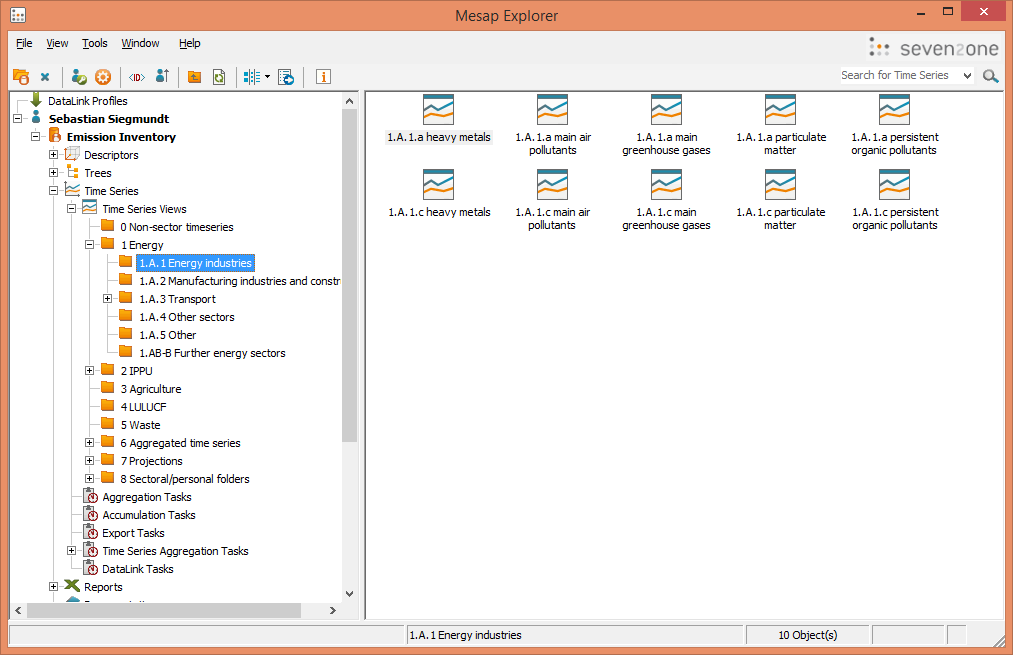 Mesap Explorer
File View Tools Window Help
seven2one
<ID>
Search for Time Series
DataLink Profiles
Sebastian Siegmundt
Emission Inventory
Descriptors
Trees
Time Series
Time Series Views
0 Non-sector timeseries
1 Energy
1.A.1 Energy industries
1.A.2 Manufacturing industries and constr
1.A.3 Transport
1.A.4 Other sectors
1.A.5 Other
1.AB-B Further energy sectors
2 IPPU
3 Agriculture
4 LULUCF
5 Waste
6 Aggregated time series
7 Projections
8 Sectoral/personal folders
Aggregation Tasks
Accumulation Tasks
Export Tasks
Time Series Aggregation Tasks
DataLink Tasks
Reports
1.A.1.a heavy metals
1.A.1.a main air
pollutants
1.A.1.a main
greenhouse gases
1.A.1.a particulate
matter
1.A.1.a persistent
organic pollutants
1.A.1.c heavy metals
1.A.1.c main air
pollutants
1.A.1.c main
greenhouse gases
1.A.1.c particulate
matter
1.A.1.c persistent
organic pollutants
1.A.1 Energy industries
10 Object(s)